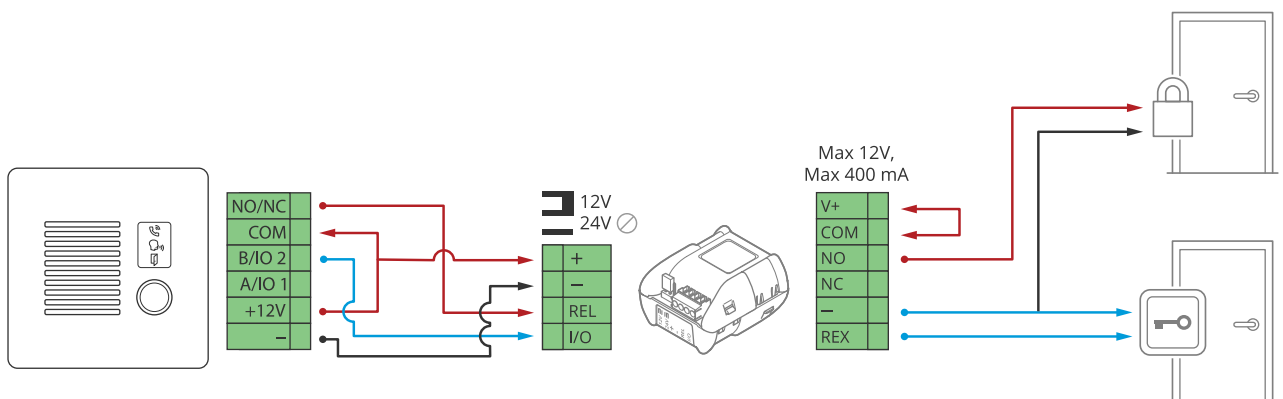 NO/NC
COM
B/IO 2
A/IO 1
+12V
–
12V
24V
+
–
REL
I/O
Max 12V,
Max 400 mA
V+
COM
NO
NC
–
REX